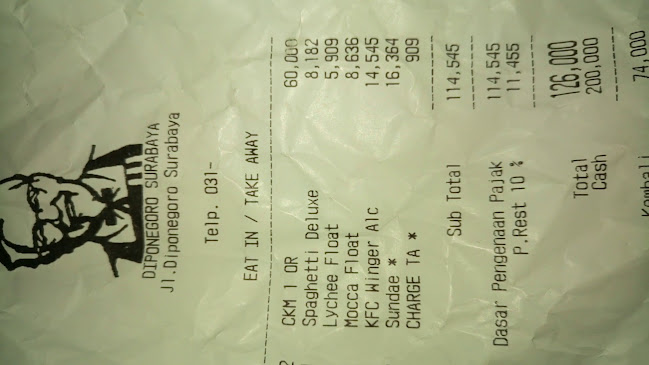 DIPONEGORO SURABAYA
Jl.Diponegoro Surabaya
Telp. 031-
EAT IN / TAKE AWAY
CKM 1 OR 60,000
Spaghetti Deluxe 8,182
Lychee Float 5,909
Mocca Float 8,636
KFC Winger Alc 14,545
Sundae * 16,364
CHARGE TA * 909
Sub Total 114,545
Dasar Pengenaan Pajak 114,545
P.Rest 10 % 11,455
Total 126,000
Cash 200,000
Kembali 74,000